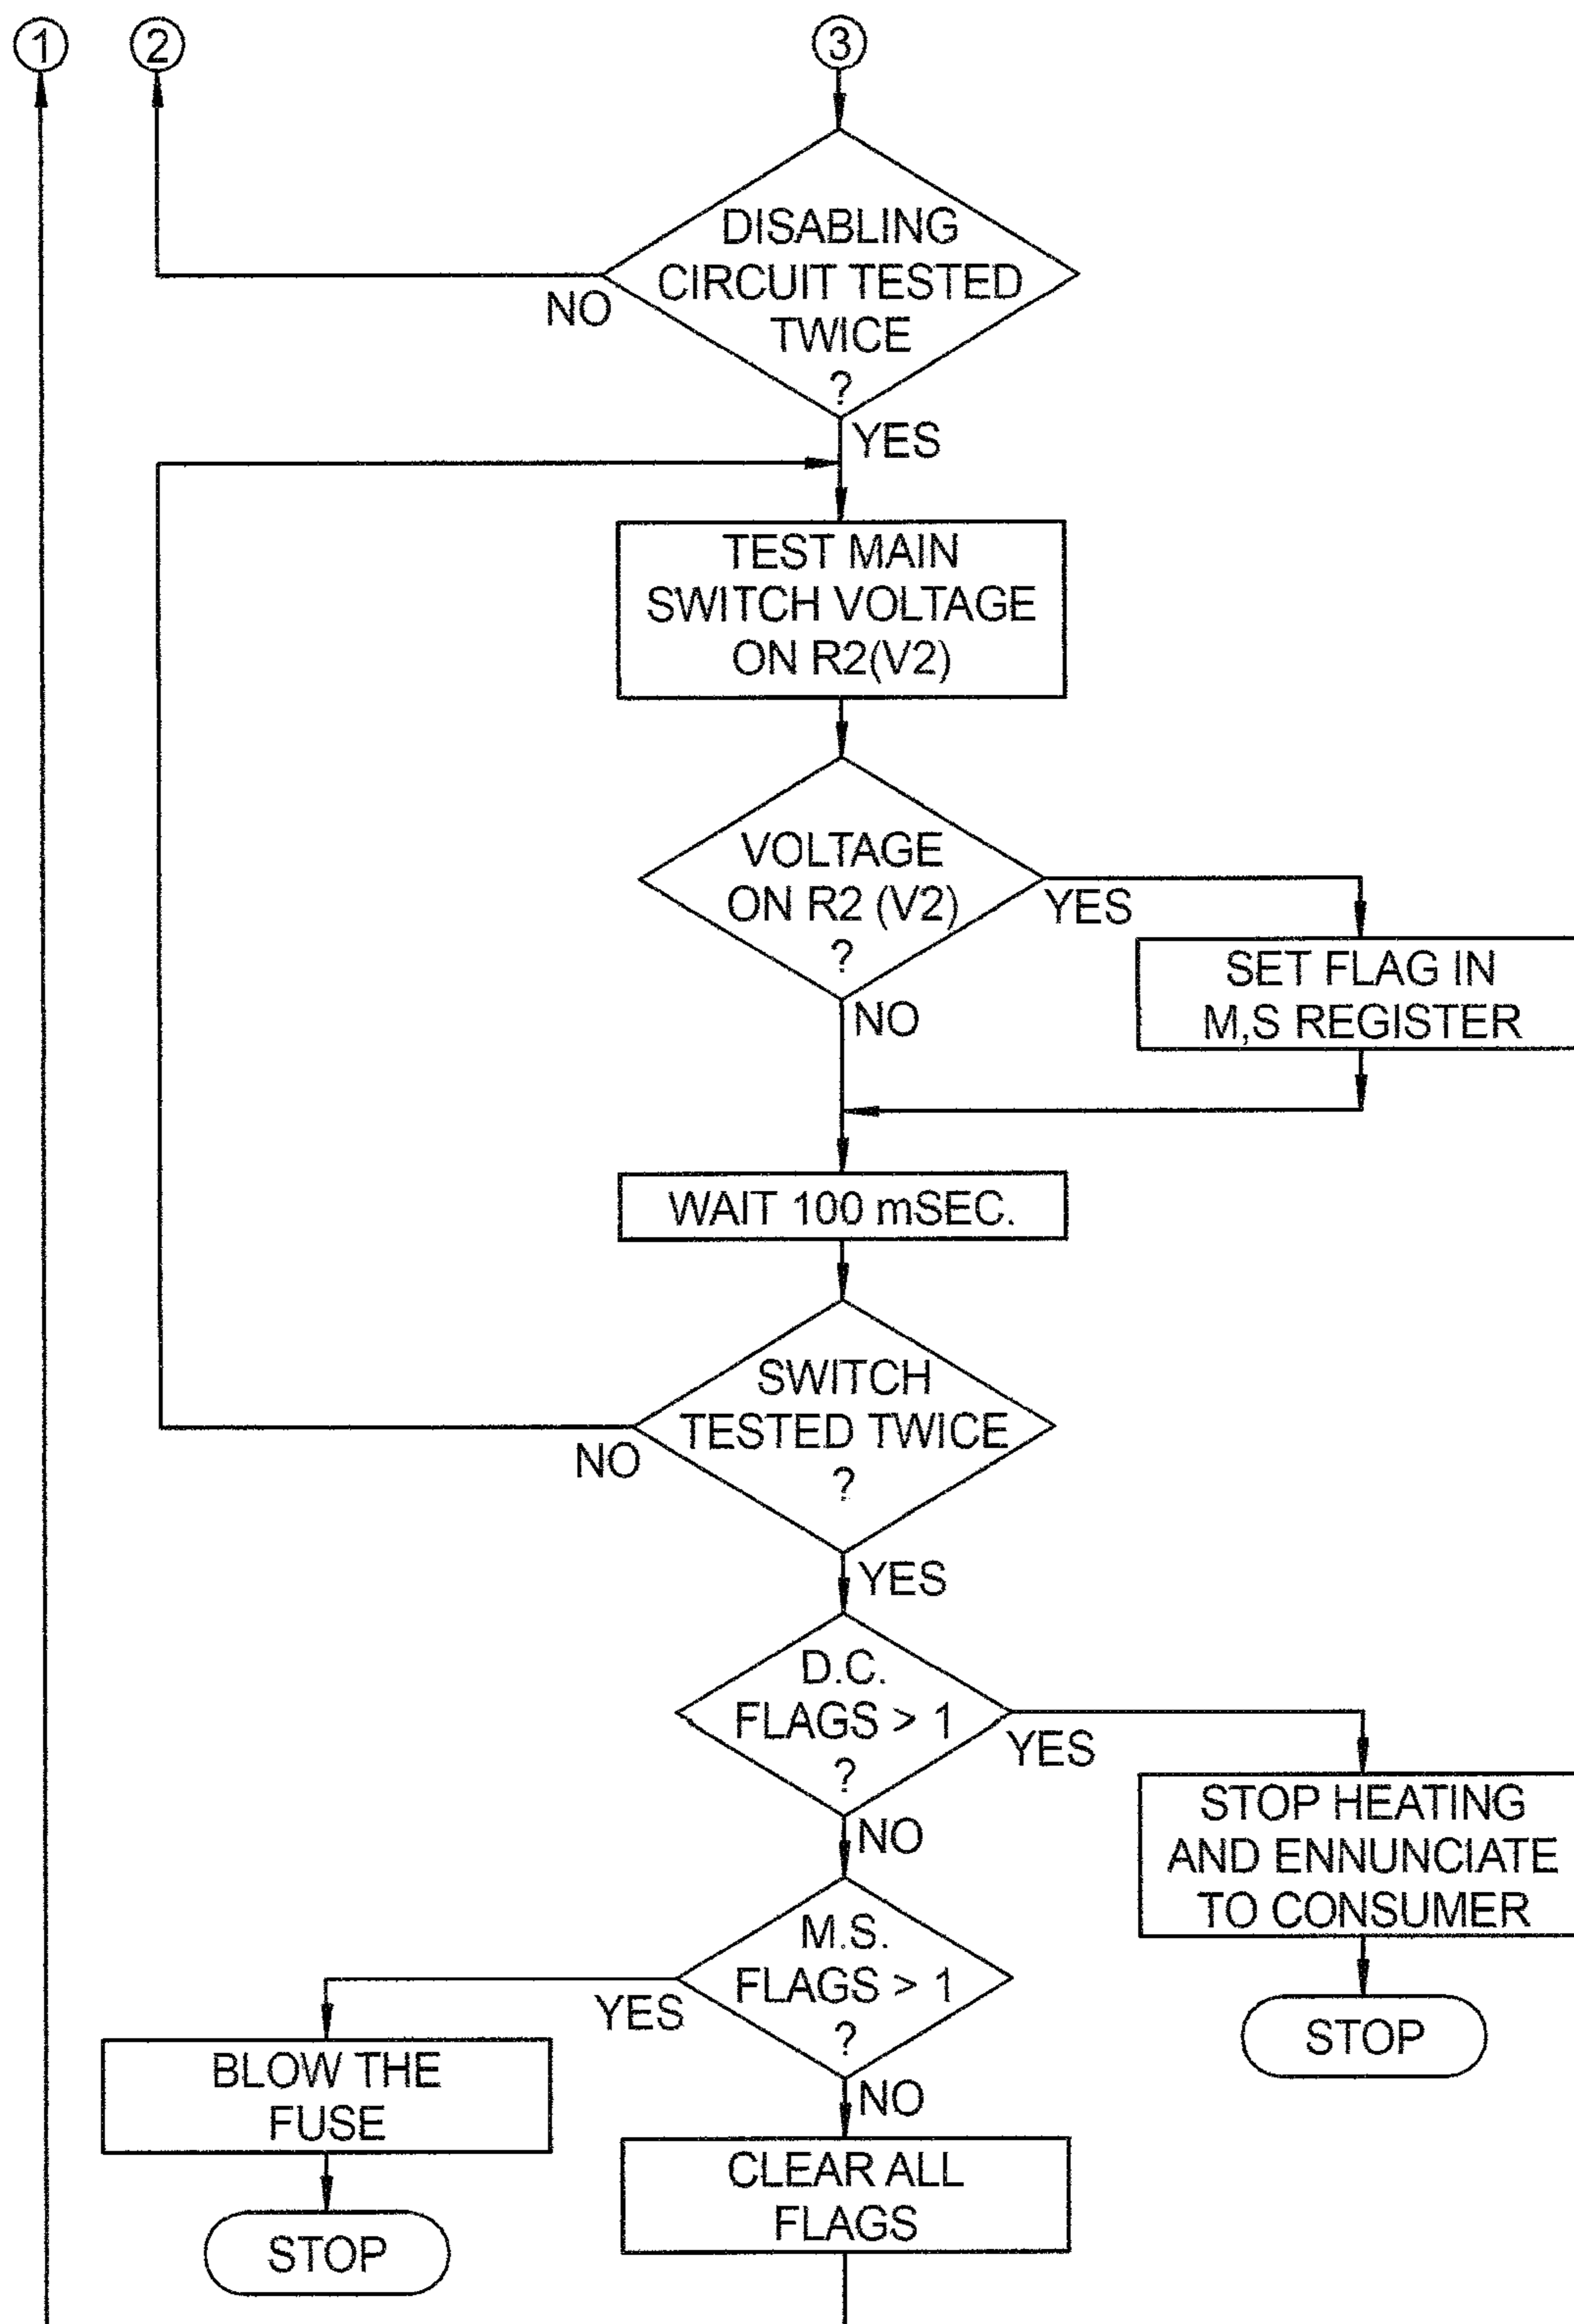 1
2
3
DISABLING
CIRCUIT TESTED
TWICE
?
NO
YES
TEST MAIN
SWITCH VOLTAGE
ON R2(V2)
VOLTAGE
ON R2 (V2)
?
YES
NO
SET FLAG IN
M,S REGISTER
WAIT 100 mSEC.
SWITCH
TESTED TWICE
?
NO
YES
D.C.
FLAGS > 1
?
YES
NO
STOP HEATING
AND ENNUNCIATE
TO CONSUMER
STOP
M.S.
FLAGS > 1
?
YES
NO
BLOW THE
FUSE
STOP
CLEAR ALL
FLAGS